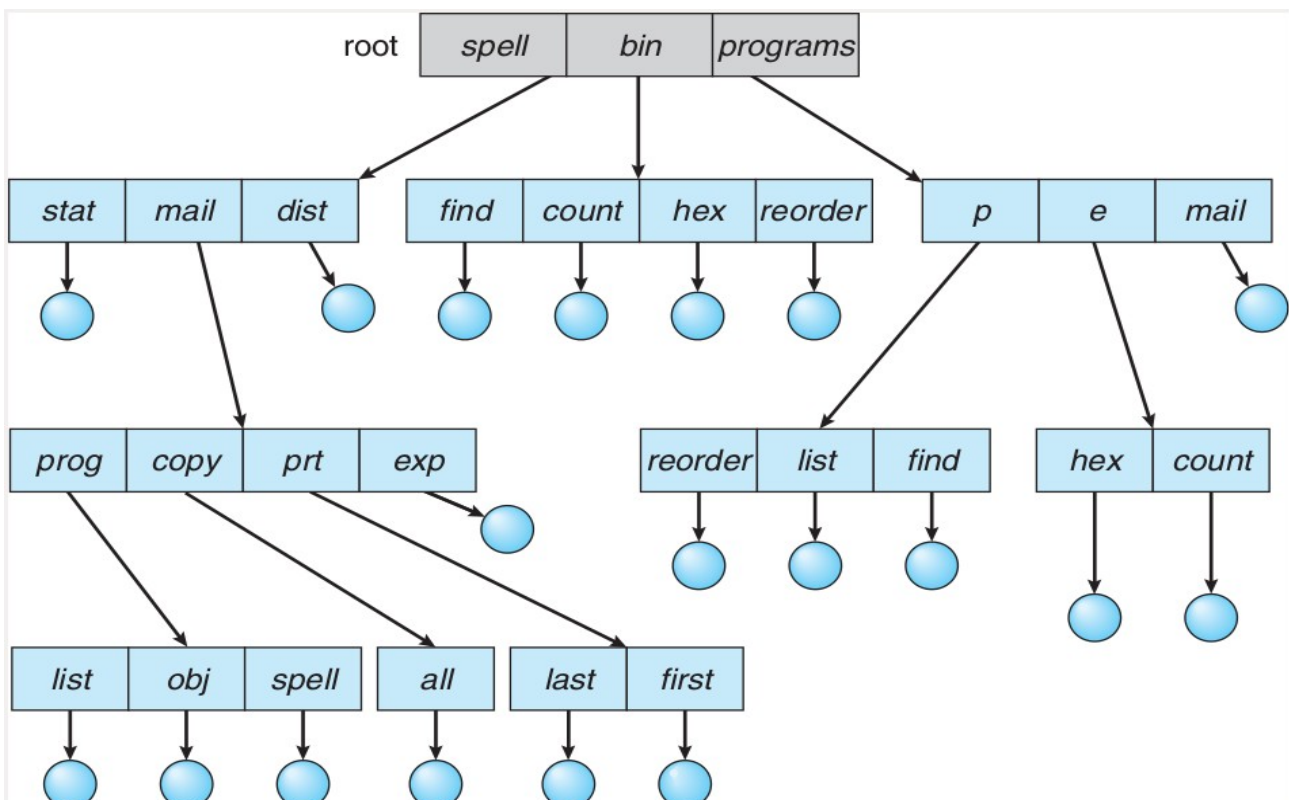 root spell bin programs
stat mail dist find count hex reorder p e mail
prog copy prt exp reorder list find hex count
list obj spell all last first